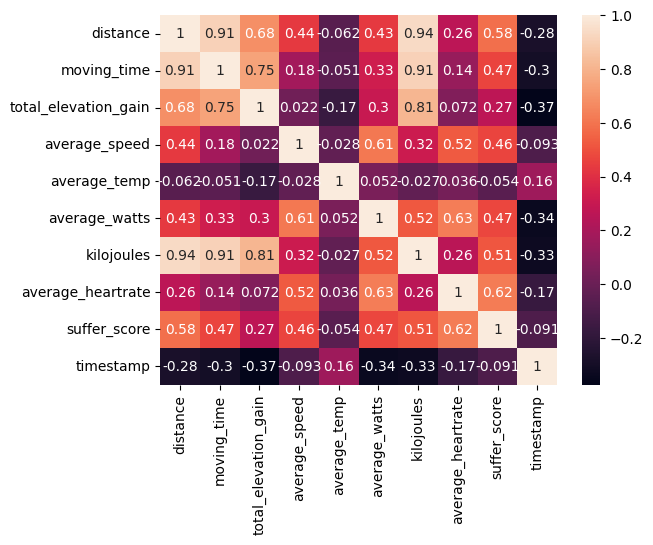 distance 1 0.91 0.68 0.44 -0.062 0.43 0.94 0.26 0.58 -0.28
moving_time 0.91 1 0.75 0.18 -0.051 0.33 0.91 0.14 0.47 -0.3
total_elevation_gain 0.68 0.75 1 0.022 -0.17 0.3 0.81 0.072 0.27 -0.37
average_speed 0.44 0.18 0.022 1 -0.028 0.61 0.32 0.52 0.46 -0.093
average_temp -0.062 -0.051 -0.17 -0.028 1 0.052 -0.027 0.036 -0.054 0.16
average_watts 0.43 0.33 0.3 0.61 0.052 1 0.52 0.63 0.47 -0.34
kilojoules 0.94 0.91 0.81 0.32 -0.027 0.52 1 0.26 0.51 -0.33
average_heartrate 0.26 0.14 0.072 0.52 0.036 0.63 0.26 1 0.62 -0.17
suffer_score 0.58 0.47 0.27 0.46 -0.054 0.47 0.51 0.62 1 -0.091
timestamp -0.28 -0.3 -0.37 -0.093 0.16 -0.34 -0.33 -0.17 -0.091 1
distance
moving_time
total_elevation_gain
average_speed
average_temp
average_watts
kilojoules
average_heartrate
suffer_score
timestamp
1.0
0.8
0.6
0.4
0.2
0.0
−0.2